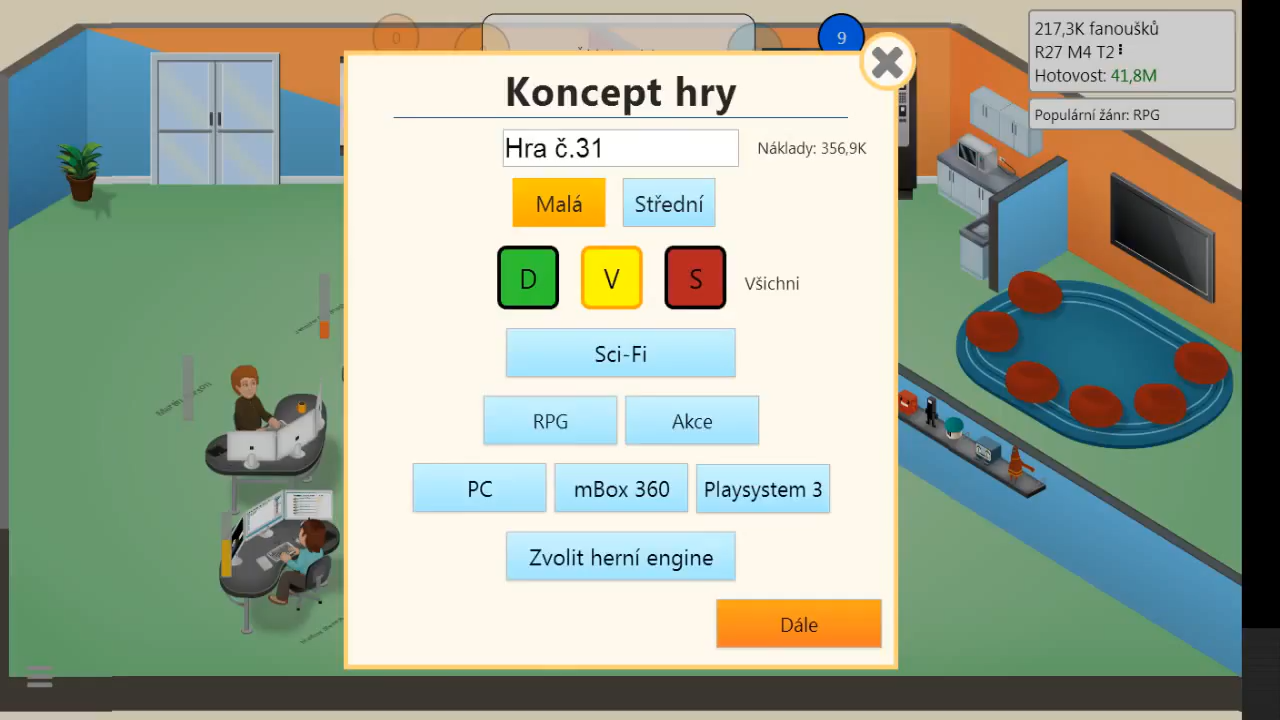 0
9
217,3K fanoušků
R27 M4 T2
Hotovost: 41,8M
Populární žánr: RPG
Koncept hry
Hra č.31
Náklady: 356,9K
Malá
Střední
D
V
S
Všichni
Sci-Fi
RPG
Akce
PC
mBox 360
Playsystem 3
Zvolit herní engine
Dále